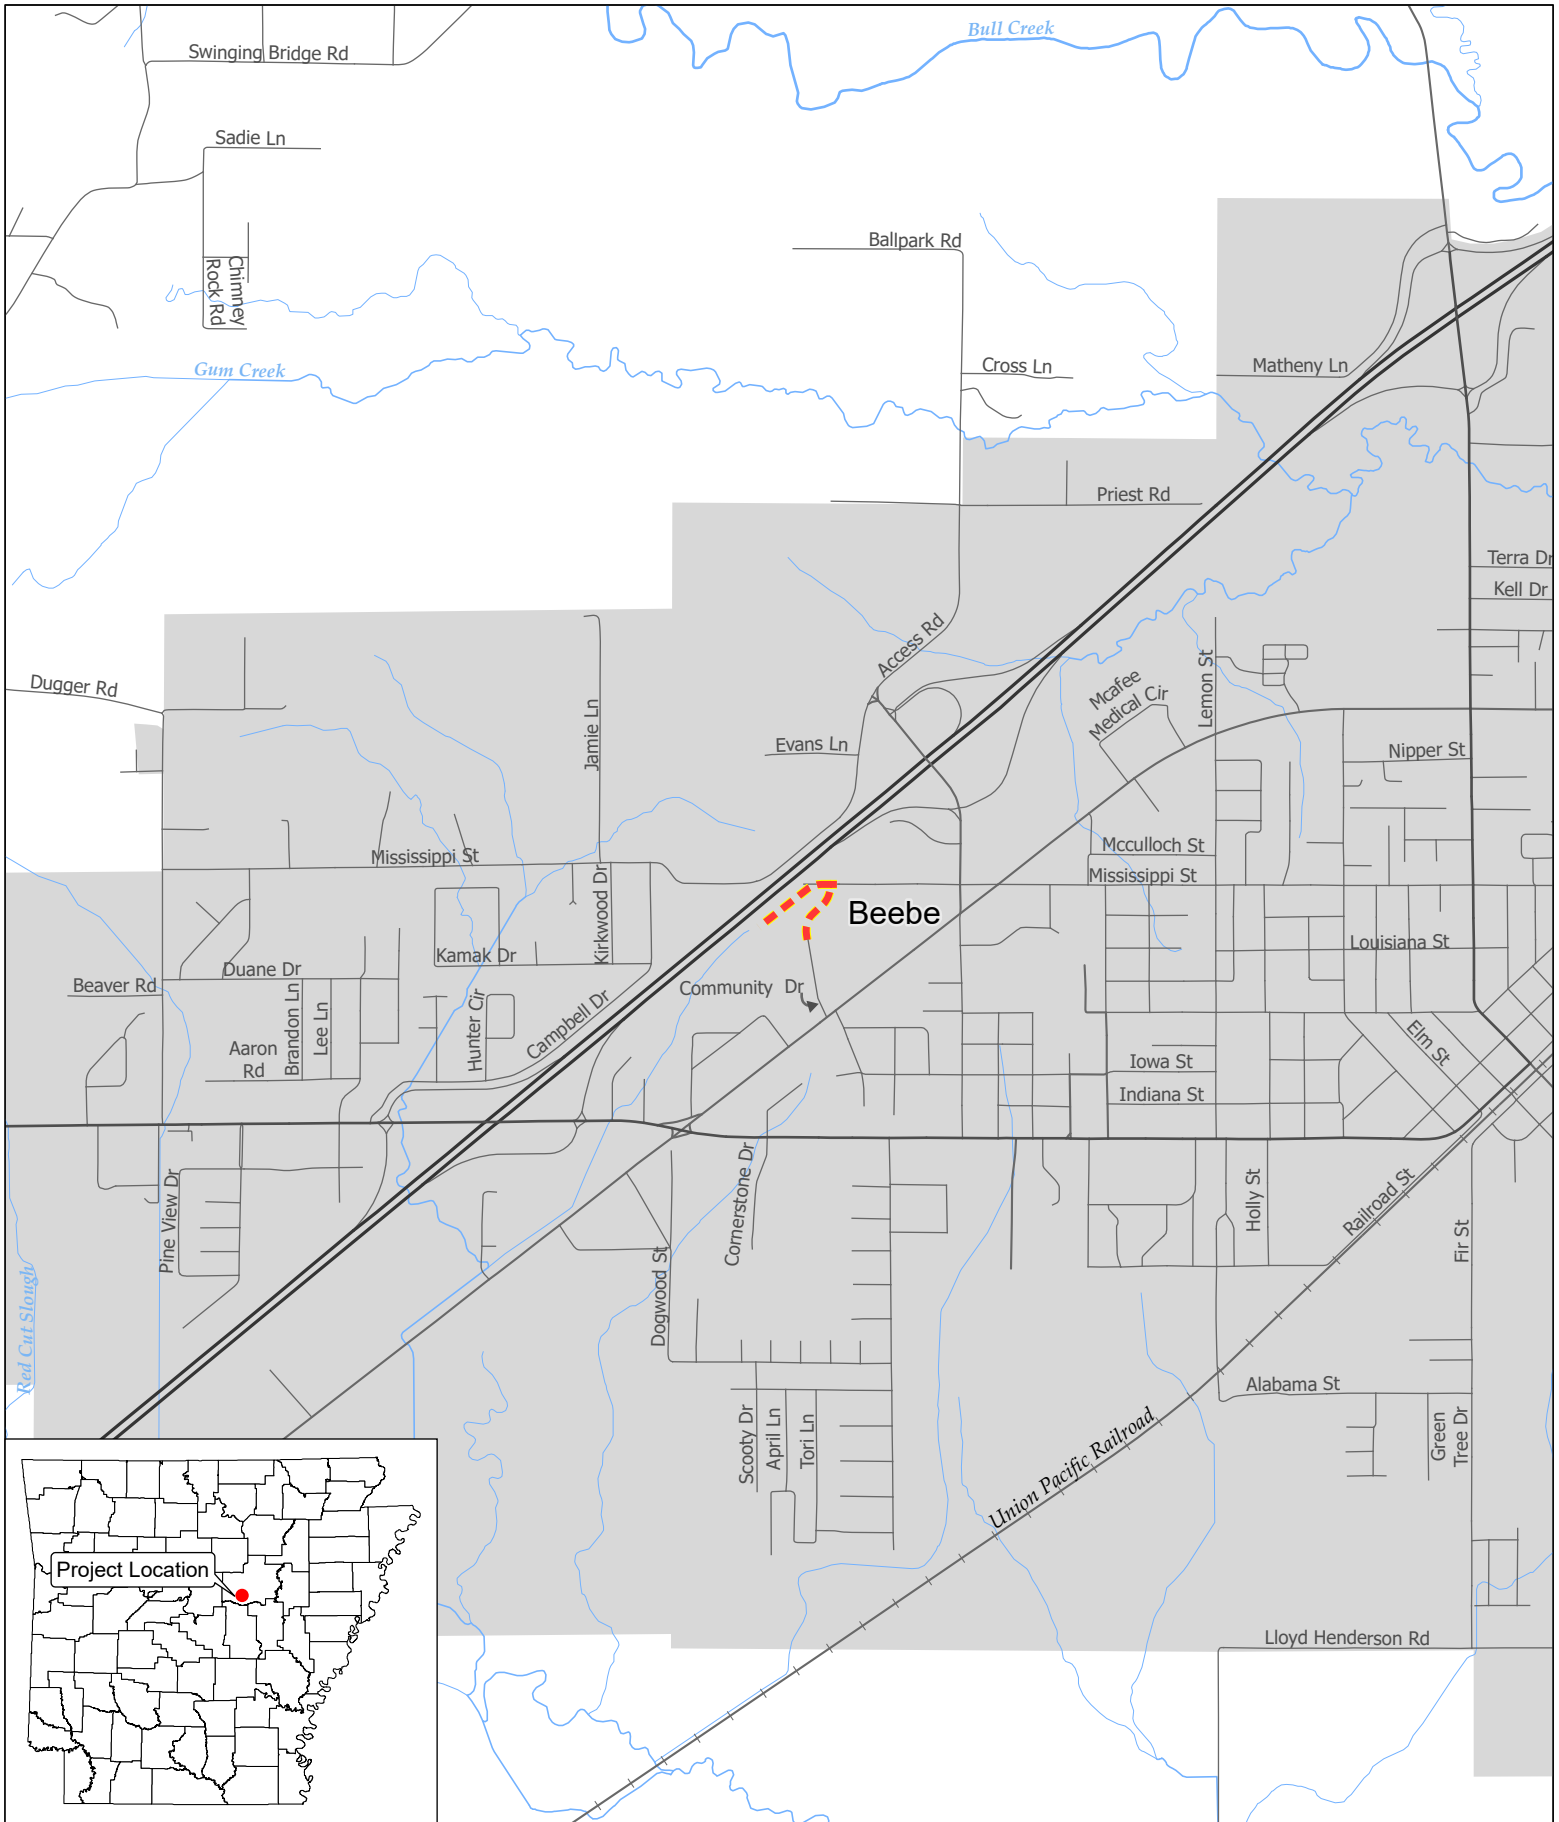 Bull Creek
Swinging Bridge Rd
Sadie Ln
Ballpark Rd
Chimney
Rock Rd
Gum Creek
Cross Ln
Matheny Ln
Priest Rd
Terra Dr
Kell Dr
Access Rd
Dugger Rd
Mcafee
Medical Cir
Lemon St
Jamie Ln
Evans Ln
Nipper St
Mississippi St
Mcculloch St
Mississippi St
Kirkwood Dr
Beebe
Louisiana St
Kamak Dr
Duane Dr
Beaver Rd
Community Dr
Brandon Ln
Lee Ln
Hunter Cir
Campbell Dr
Aaron
Rd
Elm St
Iowa St
Indiana St
Pine View Dr
Cornerstone Dr
Holly St
Railroad St
Fir St
Dogwood St
Red Cut Slough
Alabama St
Scooty Dr
April Ln
Tori Ln
Union Pacific Railroad
Green
Tree Dr
Project Location
Lloyd Henderson Rd